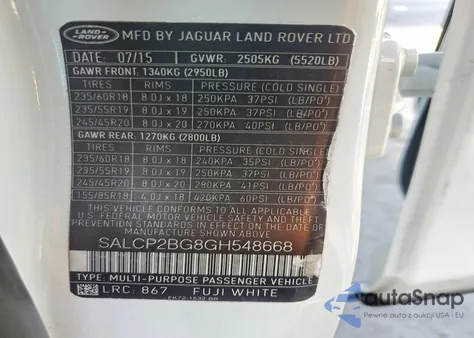 LAND ROVER MFD BY JAGUAR LAND ROVER LTD
DATE: 07/15 GVWR: 2505KG (5520LB)
GAWR FRONT: 1340KG (2950LB)
TIRES RIMS PRESSURE (COLD SINGLE)
235/60R18 8.0J x 18 250KPA 37PSI (LB/PO²)
235/55R19 8.0J x 19 250KPA 37PSI (LB/PO²)
245/45R20 8.0J x 20 270KPA 40PSI (LB/PO²)
GAWR REAR: 1270KG (2800LB)
TIRES RIMS PRESSURE (COLD SINGLE)
235/60R18 8.0J x 18 240KPA 35PSI (LB/PO²)
235/55R19 8.0J x 19 250KPA 37PSI (LB/PO²)
245/45R20 8.0J x 20 280KPA 41PSI (LB/PO²)
155/85R18 4.0J x 18 420KPA 60PSI (LB/PO²)
THIS VEHICLE CONFORMS TO ALL APPLICABLE
U.S. FEDERAL MOTOR VEHICLE SAFETY AND THEFT
PREVENTION STANDARDS IN EFFECT ON THE DATE
OF MANUFACTURE SHOWN ABOVE.
SALCP2BG8GH548668
TYPE: MULTI-PURPOSE PASSENGER VEHICLE
LRC: 867 FUJI WHITE
autoSnap
Pewne auto z aukcji w USA i EU